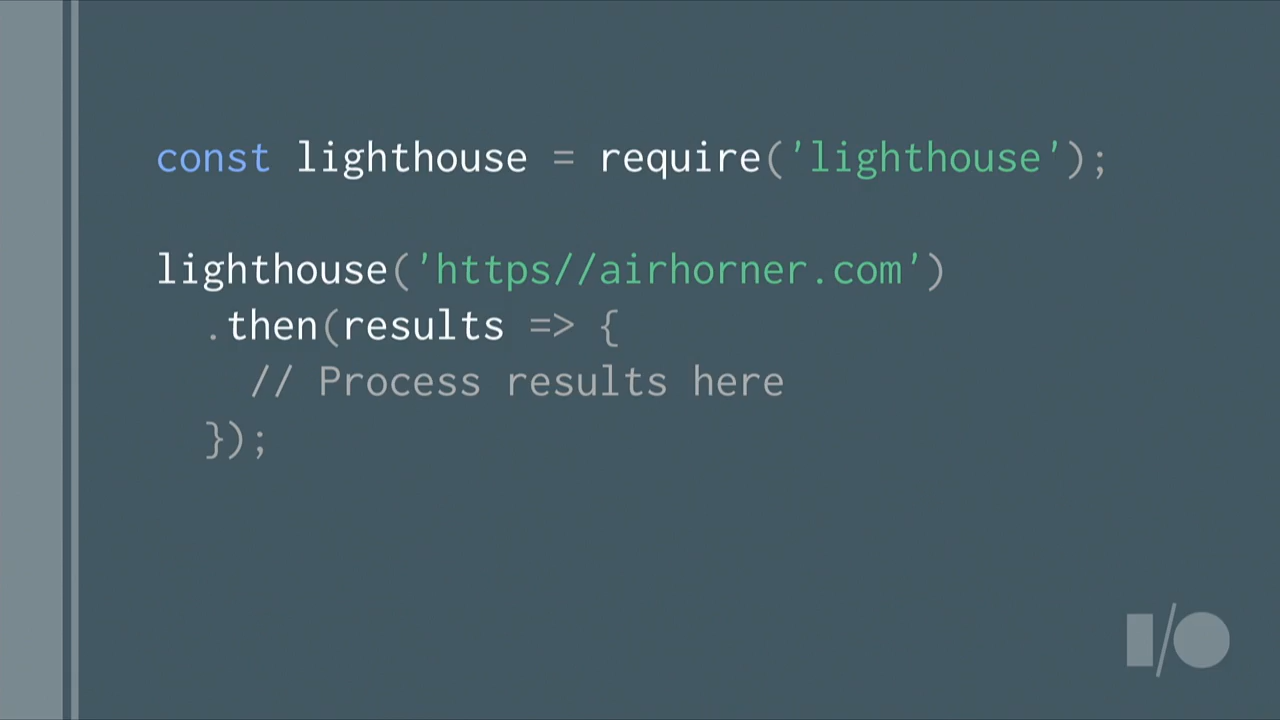 const lighthouse = require('lighthouse');
lighthouse('https//airhorner.com')
.then(results => {
// Process results here
});
I/O